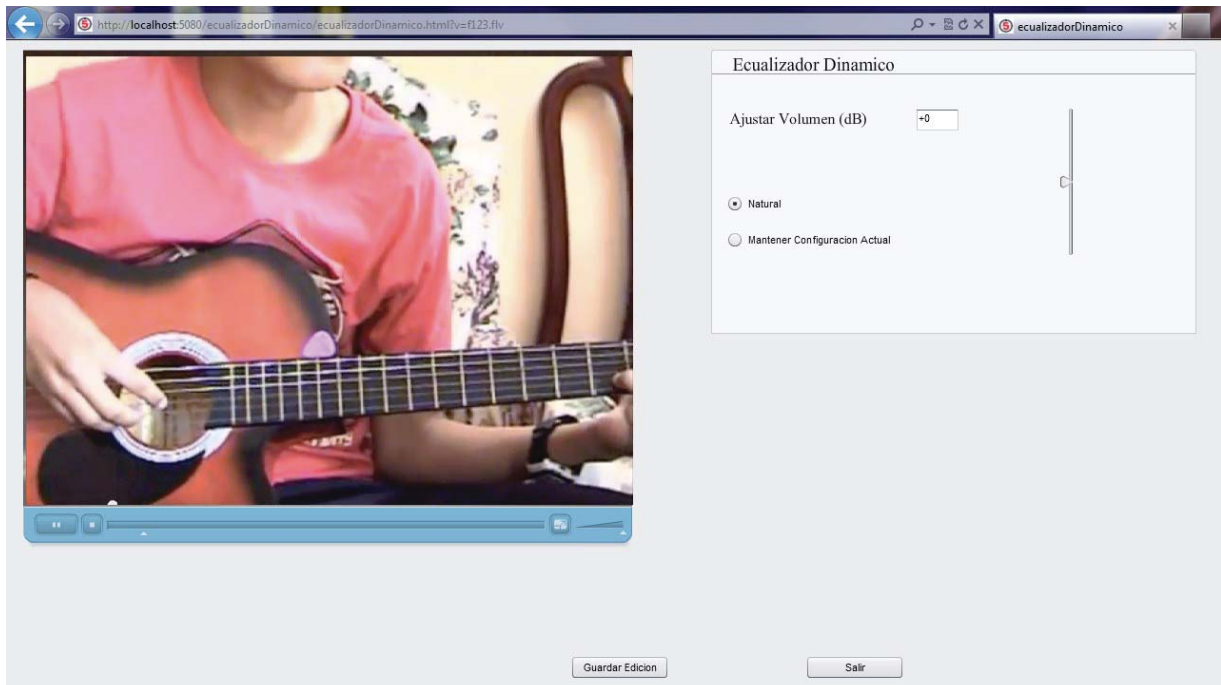 http://localhost:5080/ecualizadorDinamico/ecualizadorDinamico.html?v=f123.flv
ecualizadorDinamico
Ecualizador Dinamico
Ajustar Volumen (dB) +0
Natural
Mantener Configuracion Actual
Guardar Edicion Salir